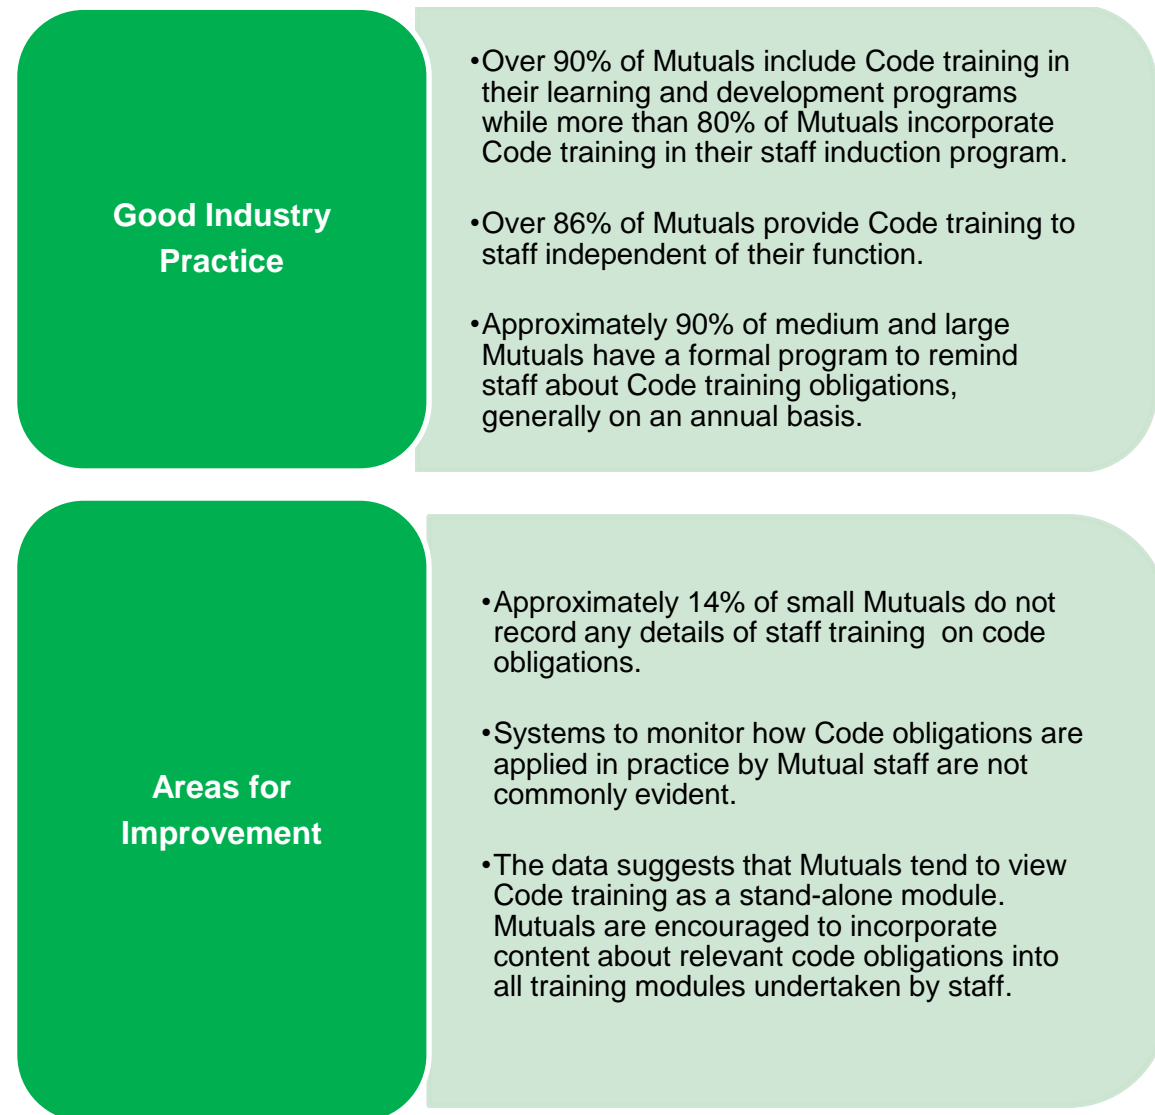 Good Industry
Practice
•Over 90% of Mutuals include Code training in
their learning and development programs
while more than 80% of Mutuals incorporate
Code training in their staff induction program.
•Over 86% of Mutuals provide Code training to
staff independent of their function.
•Approximately 90% of medium and large
Mutuals have a formal program to remind
staff about Code training obligations,
generally on an annual basis.
Areas for
Improvement
•Approximately 14% of small Mutuals do not
record any details of staff training  on code
obligations.
•Systems to monitor how Code obligations are
applied in practice by Mutual staff are not
commonly evident.
•The data suggests that Mutuals tend to view
Code training as a stand-alone module.
Mutuals are encouraged to incorporate
content about relevant code obligations into
all training modules undertaken by staff.